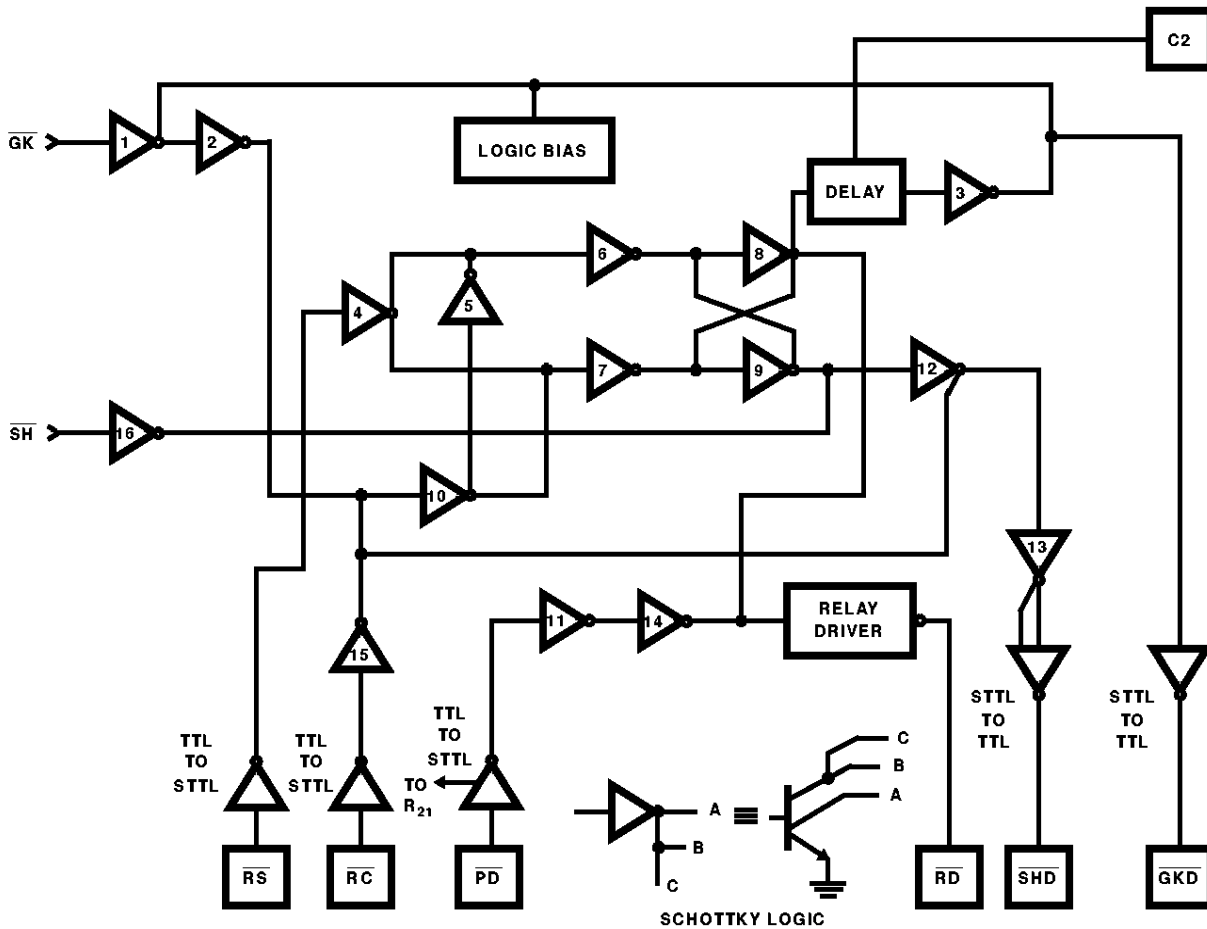 C2
GK
1
2
LOGIC BIAS
DELAY
3
6
8
4
5
7
9
12
SH
16
10
13
11
14
RELAY
DRIVER
15
TTL
TO
STTL
TTL
TO
STTL
TTL
TO
STTL
TO
R21
STTL
TO
TTL
STTL
TO
TTL
C
B
A
A
B
C
RS
RC
PD
RD
SHD
GKD
SCHOTTKY LOGIC